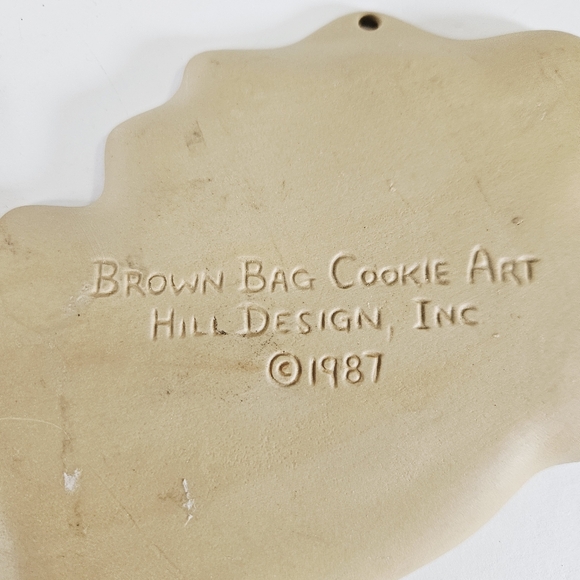 BROWN BAG COOKIE ART
HILL DESIGN, INC
©1987